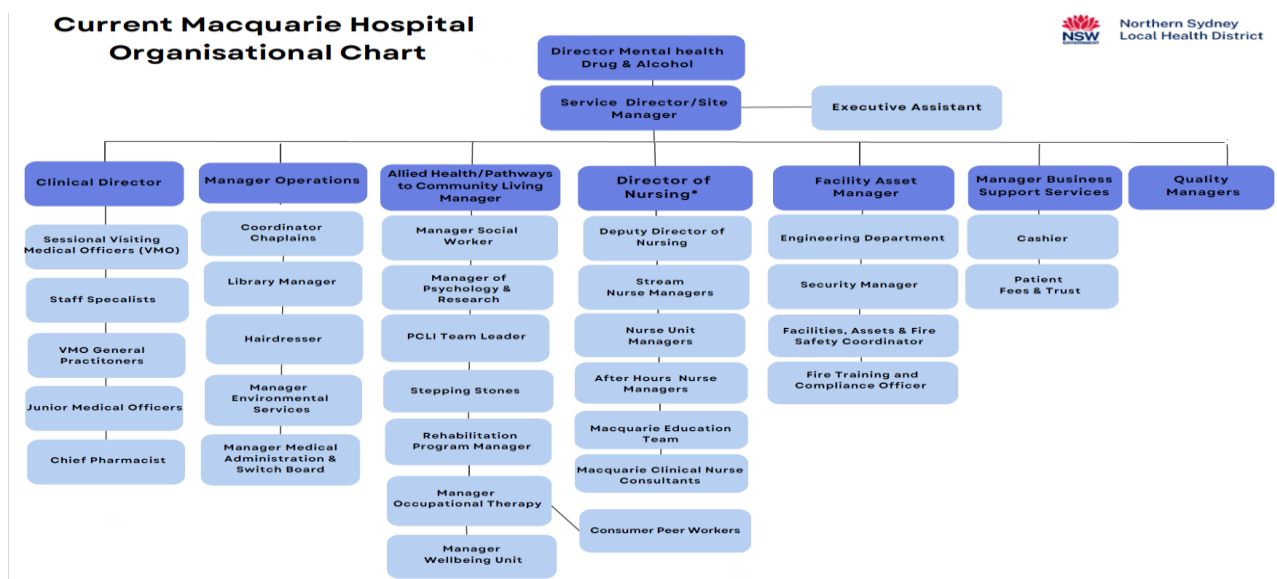 Current Macquarie Hospital
Organisational Chart
NSW
GOVERNMENT
Northern Sydney
Local Health District
Director Mental health
Drug & Alcohol
Service Director/Site
Manager
Executive Assistant
Clinical Director
Sessional Visiting
Medical Officers (VMO)
Staff Specalists
VMO General
Practitoners
Junior Medical Officers
Chief Pharmacist
Manager Operations
Coordinator
Chaplains
Library Manager
Hairdresser
Manager
Environmental
Services
Manager Medical
Administration &
Switch Board
Allied Health/Pathways
to Community Living
Manager
Manager Social
Worker
Manager of
Psychology &
Research
PCLI Team Leader
Stepping Stones
Rehabilitation
Program Manager
Manager
Occupational Therapy
Manager
Wellbeing Unit
Director of
Nursing*
Deputy Director of
Nursing
Stream
Nurse Managers
Nurse Unit
Managers
After Hours Nurse
Managers
Macquarie Education
Team
Macquarie Clinical Nurse
Consultants
Consumer Peer Workers
Facility Asset
Manager
Engineering Department
Security Manager
Facilities, Assets & Fire
Safety Coordinator
Fire Training and
Compliance Officer
Manager Business
Support Services
Cashier
Patient
Fees & Trust
Quality
Managers